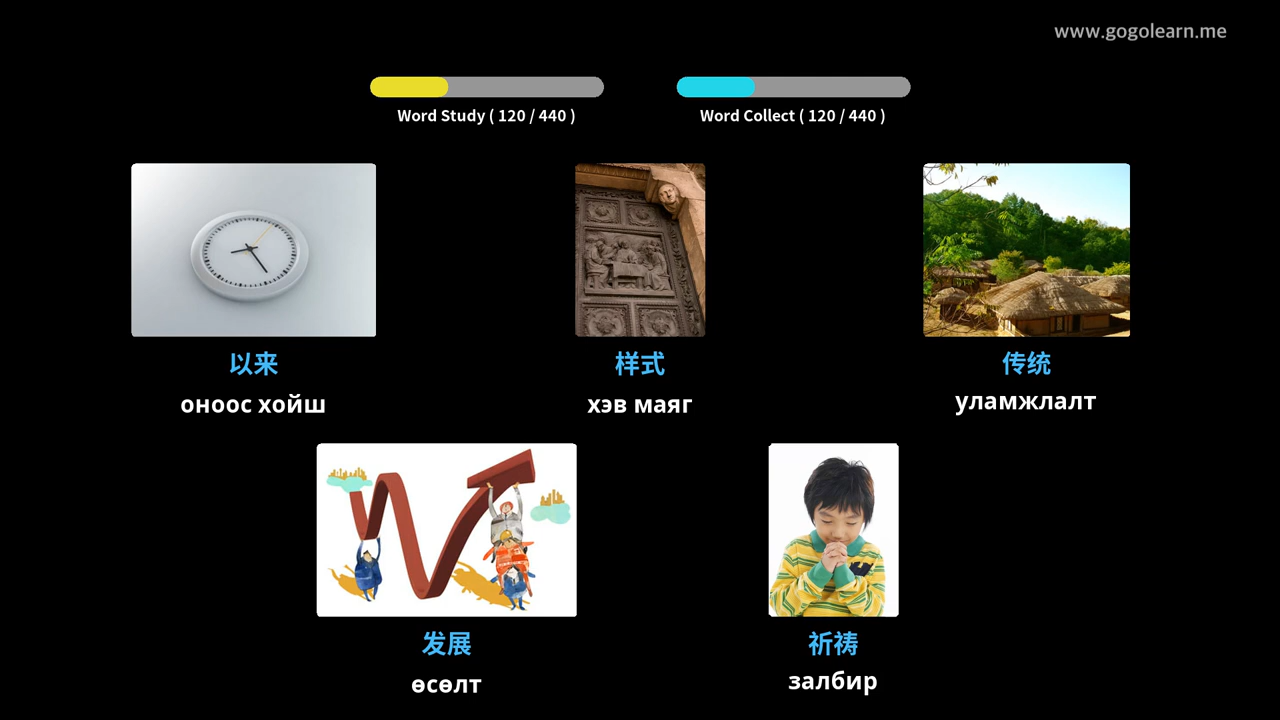 www.gogolearn.me
Word Study ( 120 / 440 )
Word Collect ( 120 / 440 )
以来
оноос хойш
样式
хэв маяг
传统
уламжлалт
发展
өсөлт
祈祷
залбир